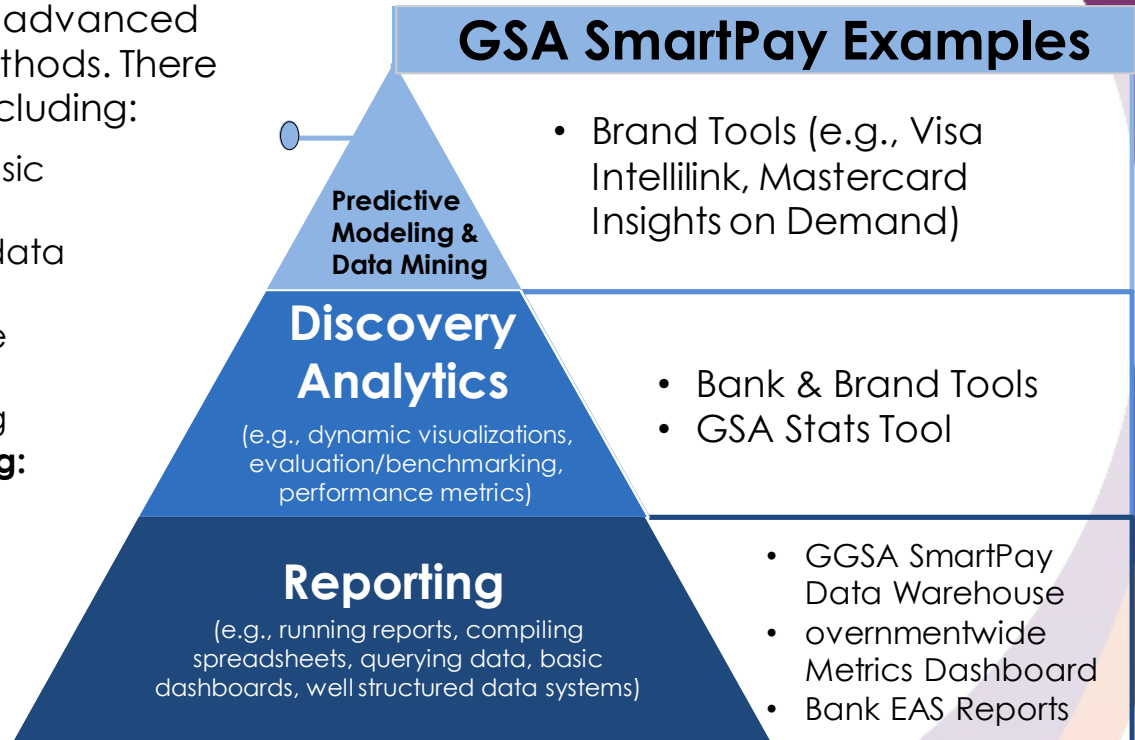 advanced
thods. There
cluding:
sic
data
e
g
g:
GSA SmartPay Examples
Predictive
Modeling &
Data Mining
• Brand Tools (e.g., Visa
Intellilink, Mastercard
Insights on Demand)
Discovery
Analytics
(e.g., dynamic visualizations,
evaluation/benchmarking,
performance metrics)
• Bank & Brand Tools
• GSA Stats Tool
Reporting
(e.g., running reports, compiling
spreadsheets, querying data, basic
dashboards, well structured data systems)
• GGSA SmartPay
Data Warehouse
• overnmentwide
Metrics Dashboard
• Bank EAS Reports